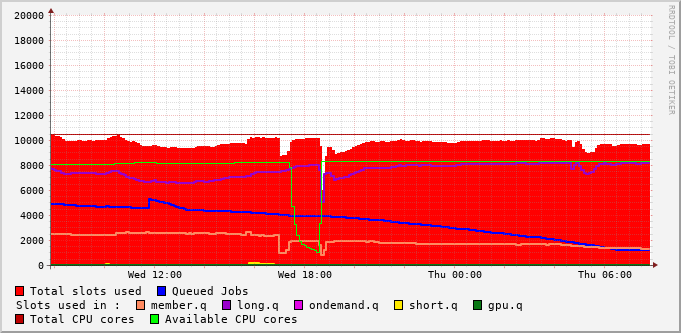 20000
18000
16000
14000
12000
10000
8000
6000
4000
2000
0
Wed 12:00 Wed 18:00 Thu 00:00 Thu 06:00
RRDTOOL / TOBI OETIKER
Total slots used Queued Jobs
Slots used in : member.q long.q ondemand.q short.q gpu.q
Total CPU cores Available CPU cores